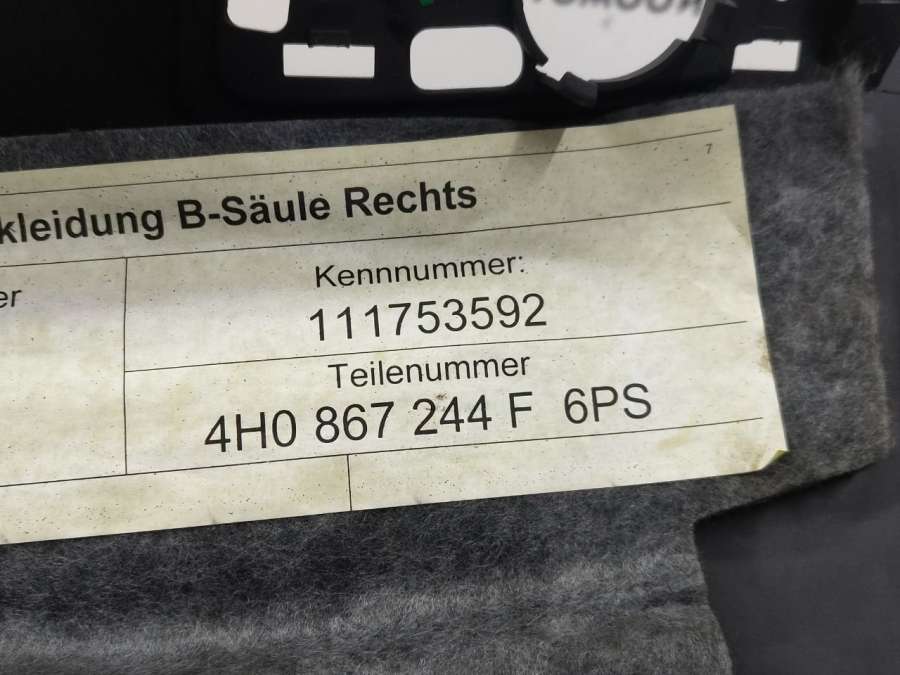 7
kleidung B-Säule Rechts
er
Kennnummer:
111753592
Teilenummer
4H0 867 244 F 6PS